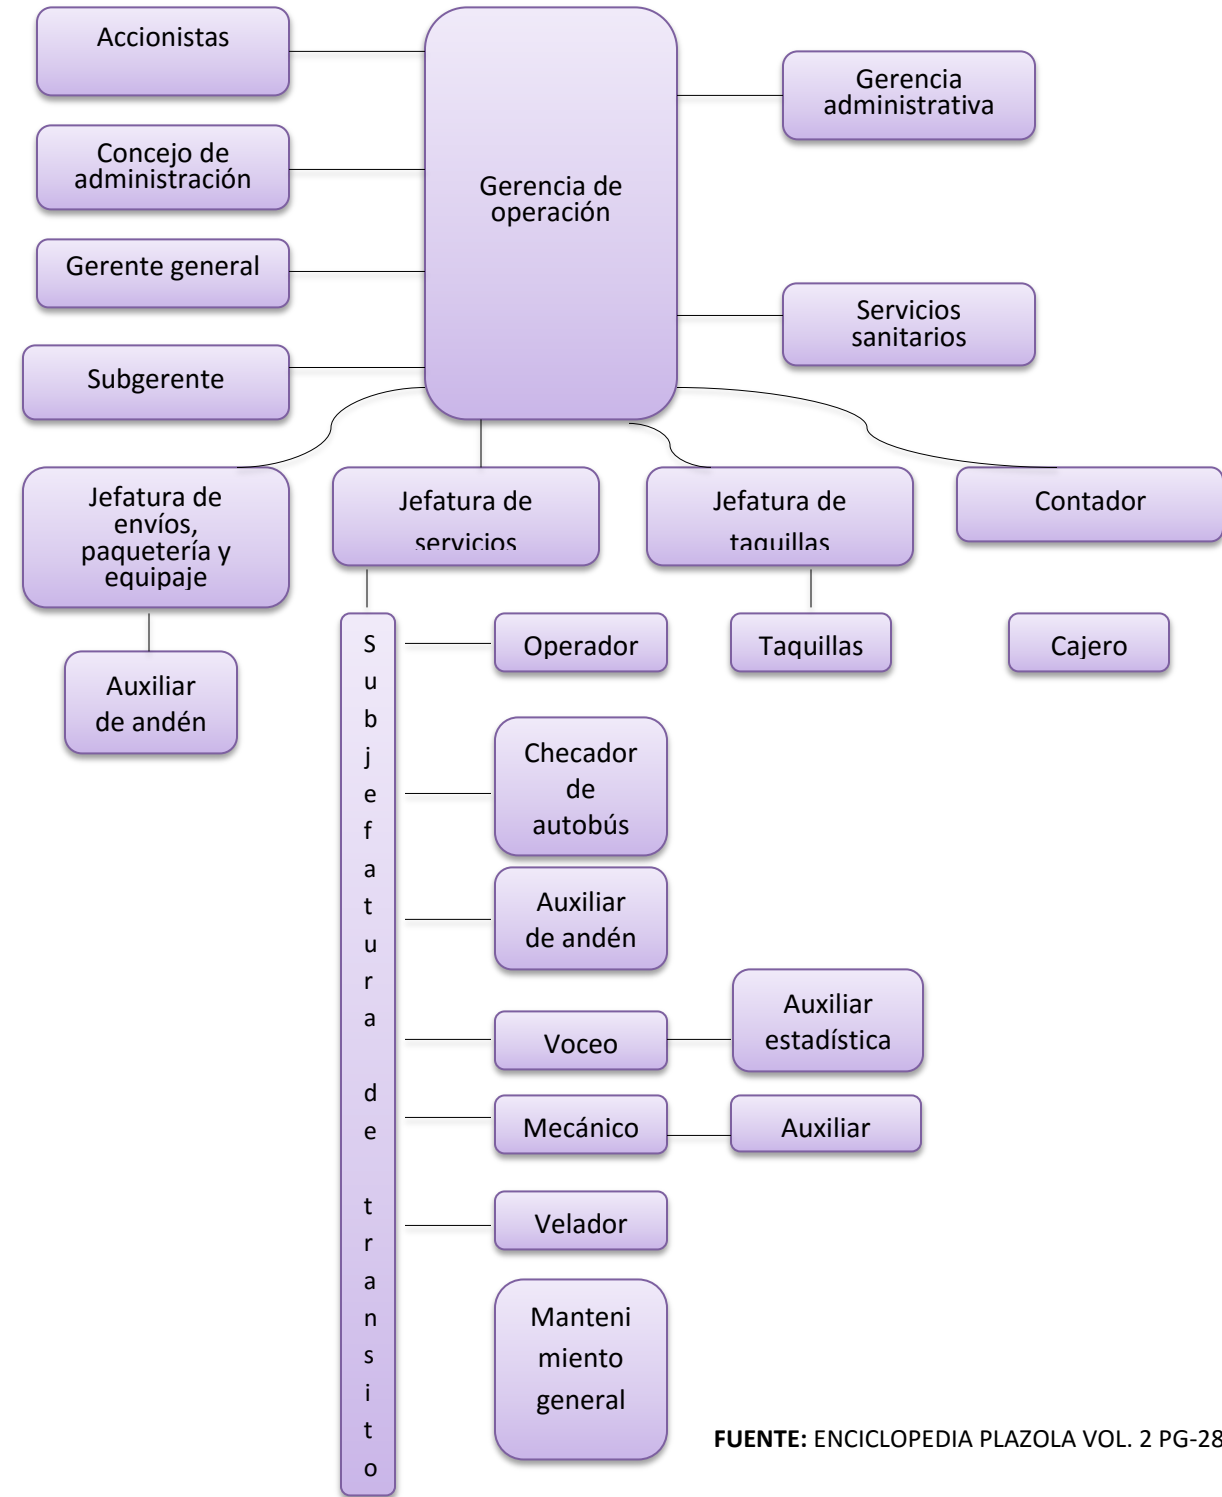 Accionistas
Concejo de
administración
Gerente general
Subgerente
Gerencia de
operación
Gerencia
administrativa
Servicios
sanitarios
Jefatura de
envíos,
paquetería y
equipaje
Jefatura de
servicios
Jefatura de
taquillas
Contador
Auxiliar
de andén
S
u
b
j
e
f
a
t
u
r
a
d
e
t
r
a
n
s
i
t
o
Operador
Taquillas
Cajero
Checador
de
autobús
Auxiliar
de andén
Voceo
Auxiliar
estadística
Mecánico
Auxiliar
Velador
Manteni
miento
general
FUENTE: ENCICLOPEDIA PLAZOLA VOL. 2 PG-28